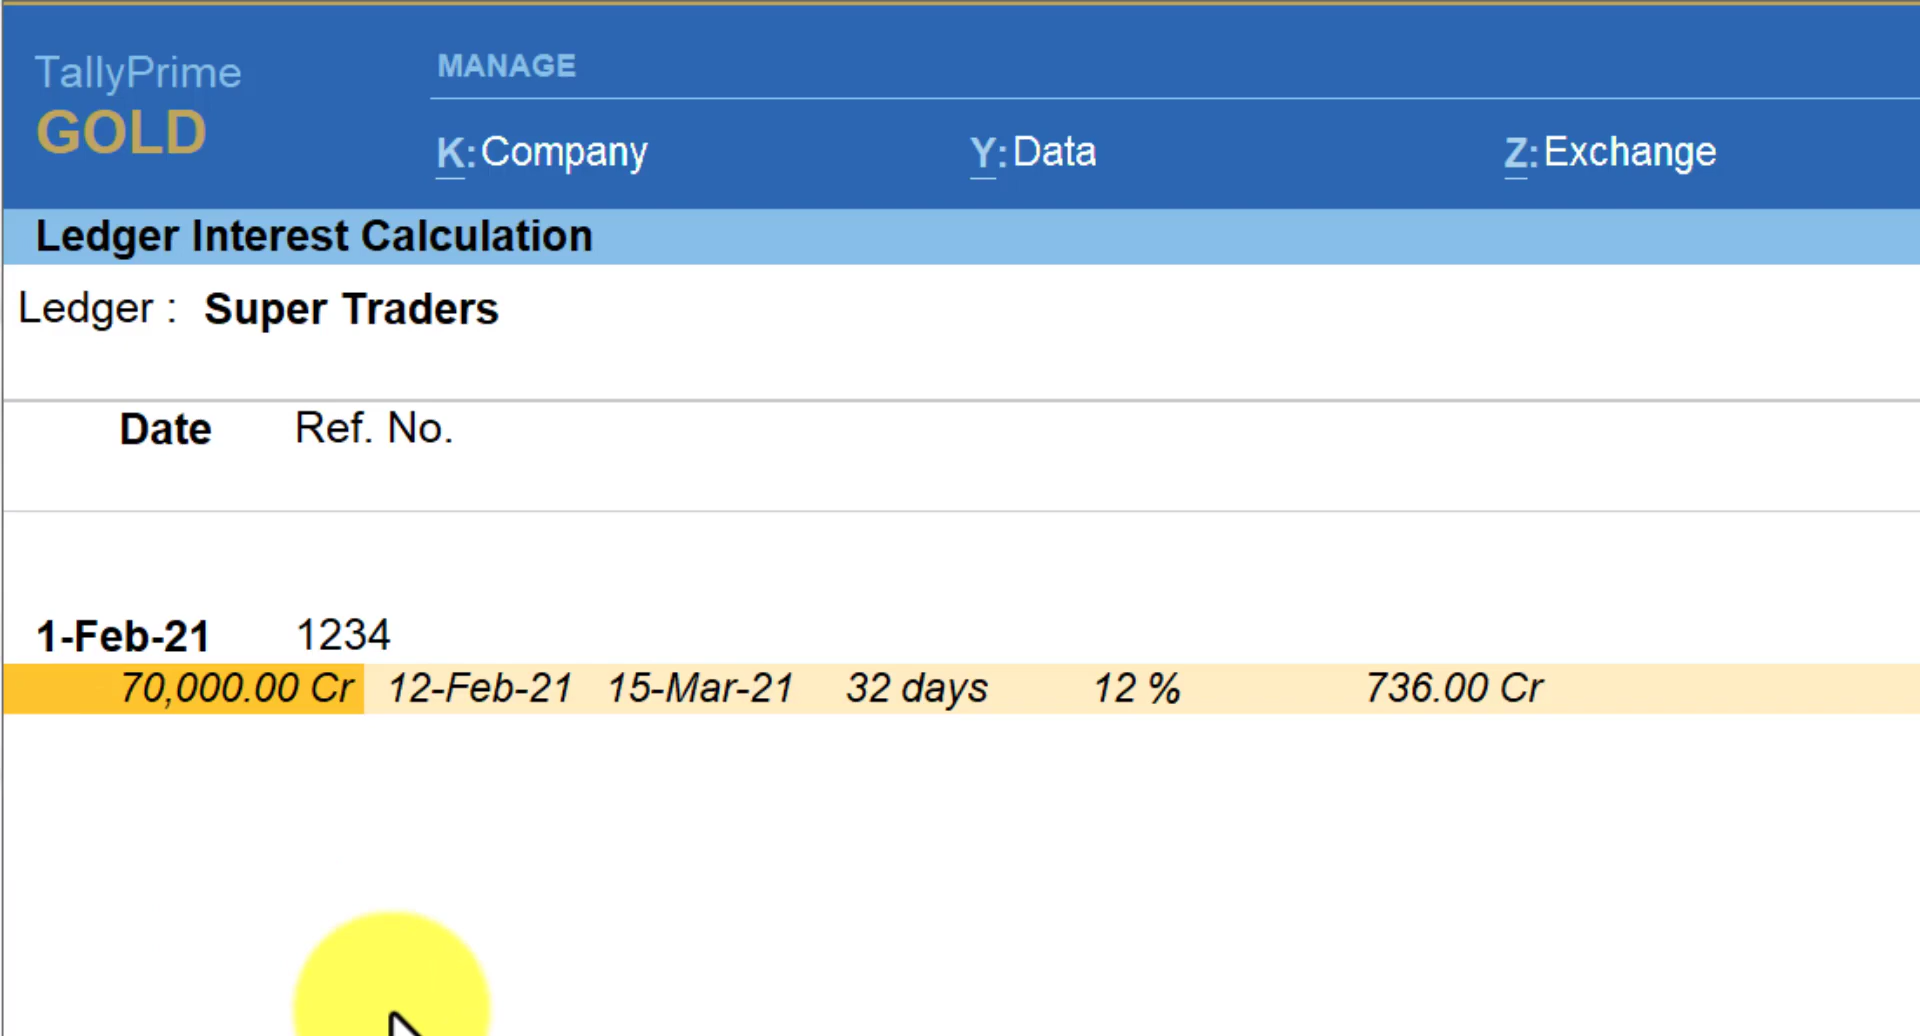 TallyPrime
GOLD
MANAGE
K: Company
Y: Data
Z: Exchange
Ledger Interest Calculation
Ledger : Super Traders
Date Ref. No.
1-Feb-21 1234
70,000.00 Cr 12-Feb-21 15-Mar-21 32 days 12 % 736.00 Cr